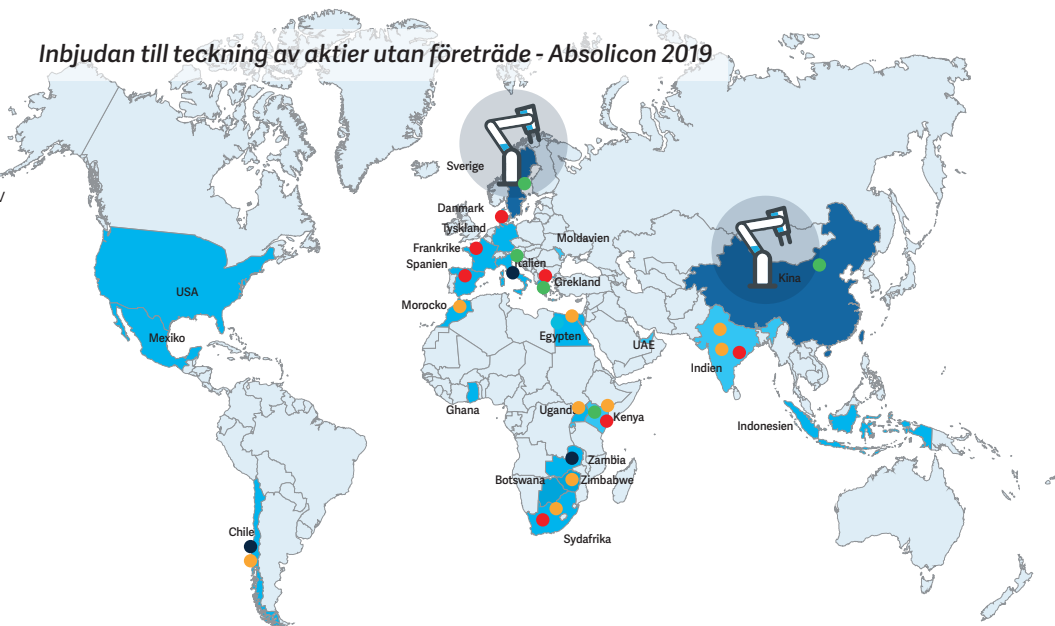 Inbjudan till teckning av aktier utan företräde - Absolicon 2019
Sverige
Danmark
Tyskland
Frankrike
Moldavien
Spanien
Italien
Grekland
Kina
USA
Morocko
Mexiko
Egypten
UAE
Indien
Ghana
Uganda
Kenya
Indonesien
Zambia
Botswana
Zimbabwe
Chile
Sydafrika